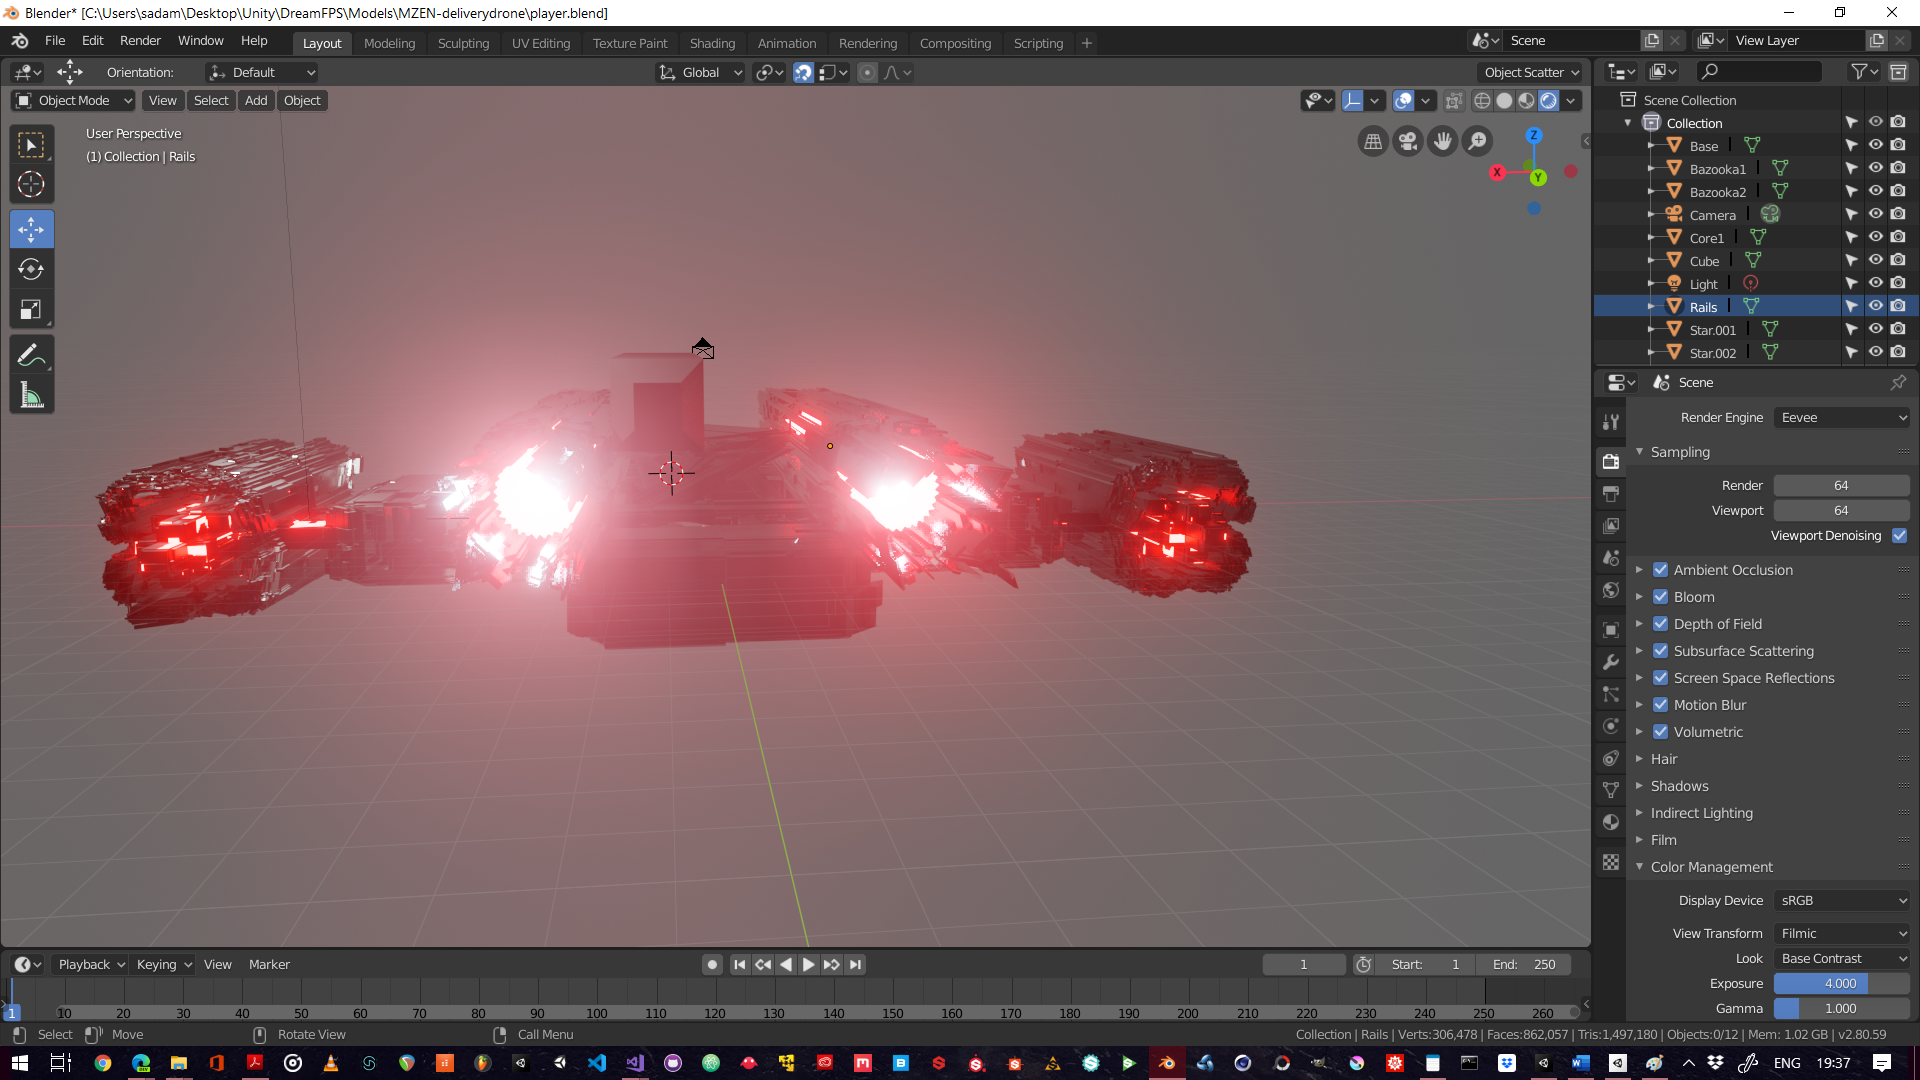 Blender* [C:\Users\sadam\Desktop\Unity\DreamFPS\Models\MZEN-deliverydrone\player.blend]
File Edit Render Window Help Layout Modeling Sculpting UV Editing Texture Paint Shading Animation Rendering Compositing Scripting + Scene View Layer
Orientation: Default Global Object Scatter
Object Mode View Select Add Object
User Perspective
(1) Collection | Rails
Z
X
Y
Scene Collection
Collection
Base
Bazooka1
Bazooka2
Camera
Core1
Cube
Light
Rails
Star.001
Star.002
Scene
Render Engine Eevee
Sampling
Render 64
Viewport 64
Viewport Denoising
Ambient Occlusion
Bloom
Depth of Field
Subsurface Scattering
Screen Space Reflections
Motion Blur
Volumetric
Hair
Shadows
Indirect Lighting
Film
Color Management
Display Device sRGB
View Transform Filmic
Look Base Contrast
Exposure 4.000
Gamma 1.000
Playback Keying View Marker 1 Start: 1 End: 250
1 10 20 30 40 50 60 70 80 90 100 110 120 130 140 150 160 170 180 190 200 210 220 230 240 250 260
Select Move Rotate View Call Menu Collection | Rails | Verts:306,478 | Faces:862,057 | Tris:1,497,180 | Objects:0/12 | Mem: 1.02 GB | v2.80.59
ENG 19:37